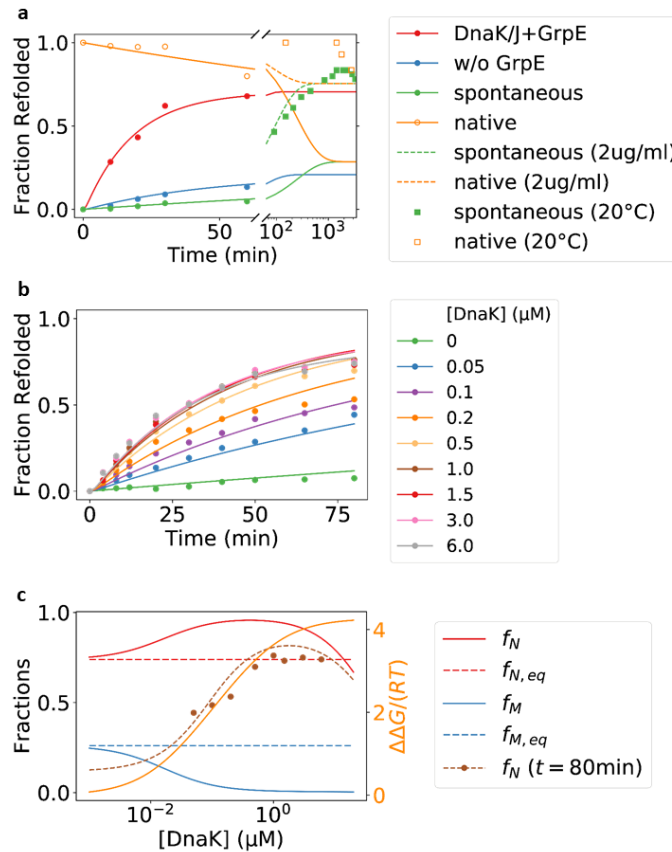 a
Fraction Refolded
1.0
0.5
0.0
0
50
10²
10³
Time (min)
DnaK/J+GrpE
w/o GrpE
spontaneous
native
spontaneous (2ug/ml)
native (2ug/ml)
spontaneous (20°C)
native (20°C)
b
Fraction Refolded
1.0
0.5
0.0
0
25
50
75
Time (min)
[DnaK] (μM)
0
0.05
0.1
0.2
0.5
1.0
1.5
3.0
6.0
c
Fractions
1.0
0.5
0.0
10⁻²
10⁰
[DnaK] (μM)
4
2
0
ΔΔG/(RT)
f_N
f_N,eq
f_M
f_M,eq
f_N (t = 80min)